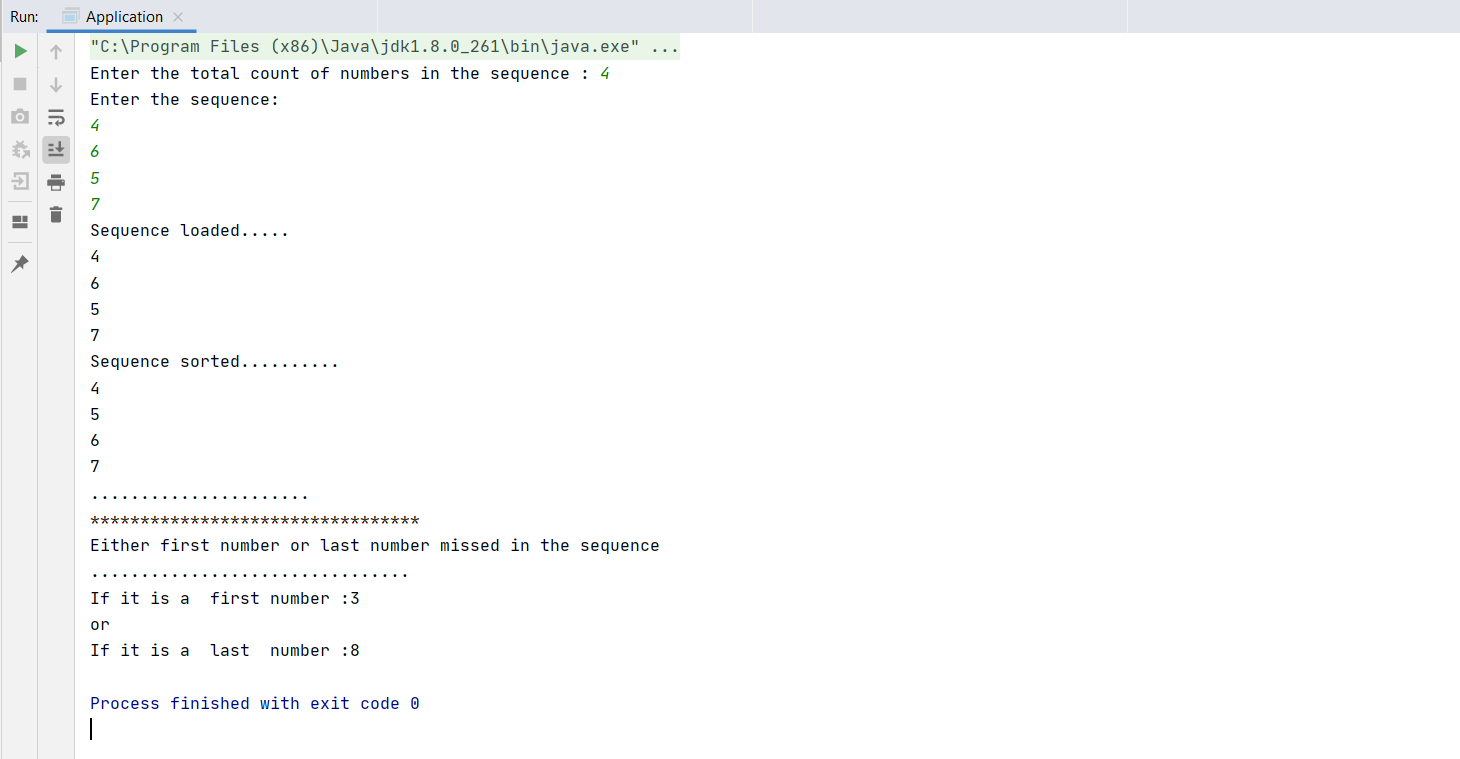 Run: Application
"C:\Program Files (x86)\Java\jdk1.8.0_261\bin\java.exe" ...
Enter the total count of numbers in the sequence : 4
Enter the sequence:
4
6
5
7
Sequence loaded.....
4
6
5
7
Sequence sorted..........
4
5
6
7
......................
*********************************
Either first number or last number missed in the sequence
................................
If it is a  first number :3
or
If it is a  last  number :8
Process finished with exit code 0